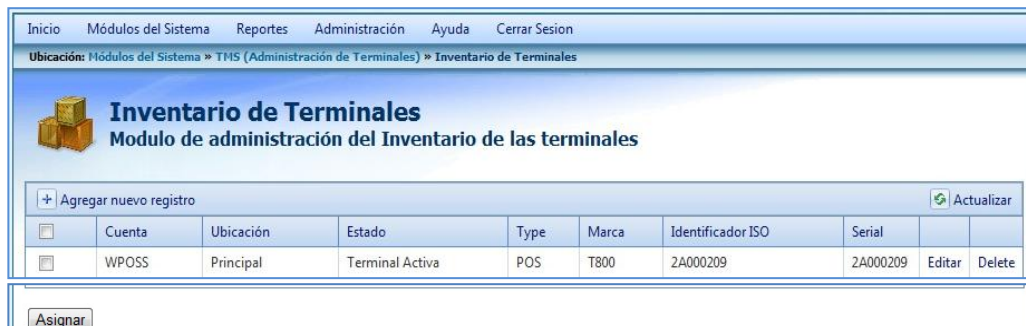 Inicio Módulos del Sistema Reportes Administración Ayuda Cerrar Sesion
Ubicación: Módulos del Sistema » TMS (Administración de Terminales) » Inventario de Terminales
Inventario de Terminales
Modulo de administración del Inventario de las terminales
Agregar nuevo registro Actualizar
Cuenta Ubicación Estado Type Marca Identificador ISO Serial
WPOSS Principal Terminal Activa POS T800 2A000209 2A000209 Editar Delete
Asignar